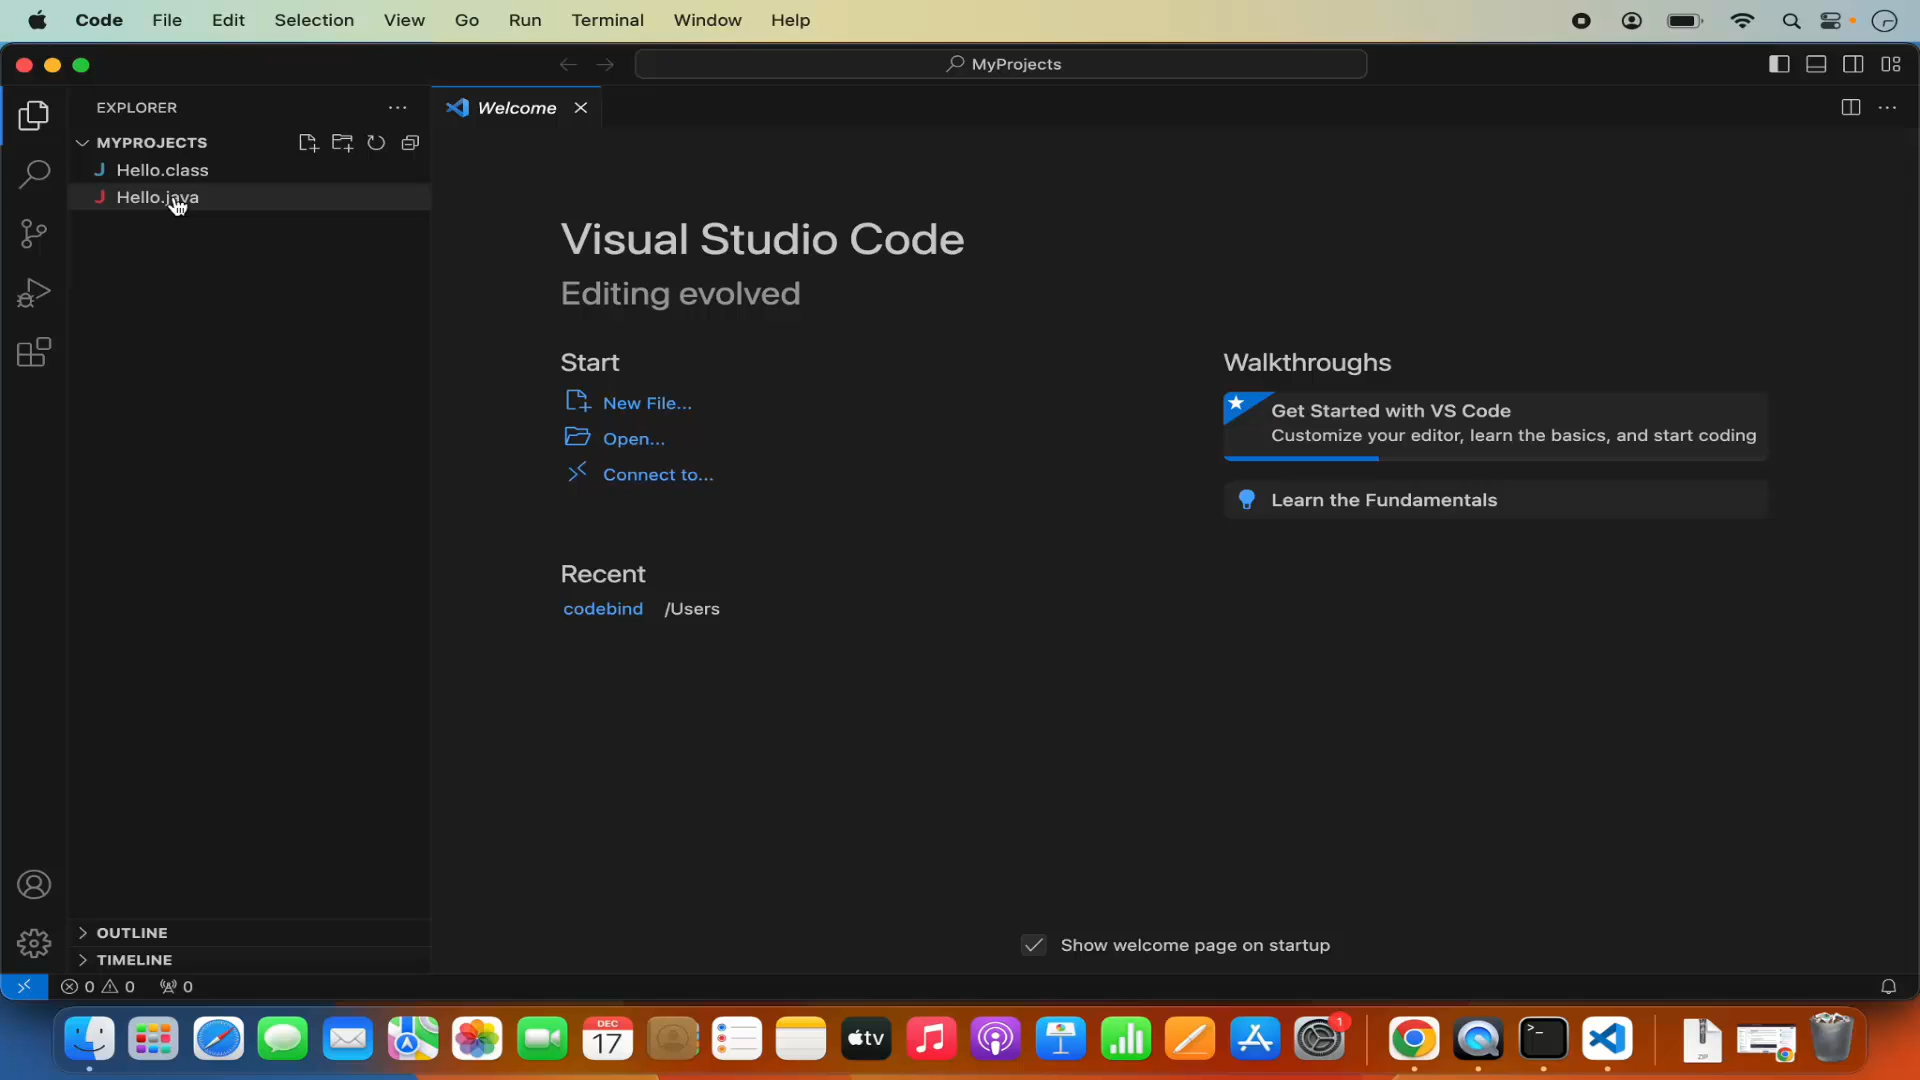 Code File Edit Selection View Go Run Terminal Window Help
MyProjects
EXPLORER
Welcome
MYPROJECTS
J Hello.class
J Hello.java
Visual Studio Code
Editing evolved
Start
New File...
Open...
Connect to...
Recent
codebind /Users
Walkthroughs
Get Started with VS Code
Customize your editor, learn the basics, and start coding
Learn the Fundamentals
OUTLINE
TIMELINE
Show welcome page on startup
0 0 0
DEC
17
tv
1
>_
ZIP